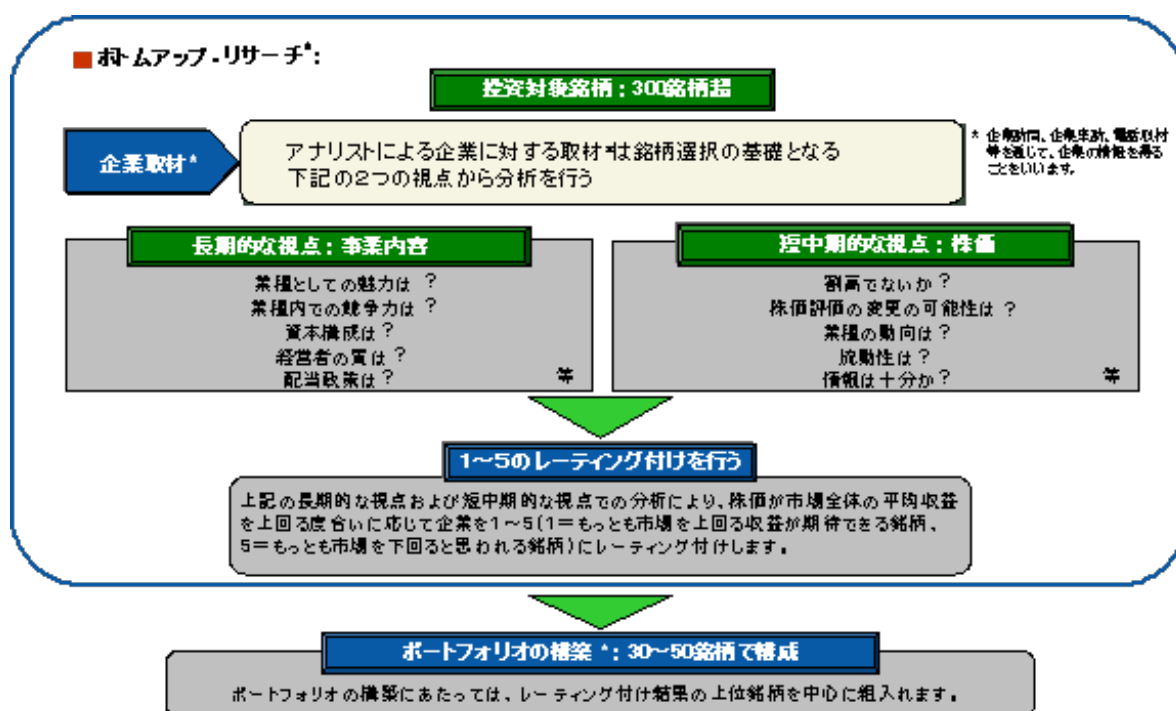 ■ボトムアップ・リサーチ*:
投資対象銘柄：300銘柄超
企業取材*
アナリストによる企業に対する取材*は銘柄選択の基礎となる
下記の2つの視点から分析を行う
* 企業訪問、企業来訪、電話取材
等を通じて、企業の情報を得る
ことをいいます。
長期的な視点：事業内容
業種としての魅力は？
業種内での競争力は？
資本構成は？
経営者の質は？
配当政策は？
等
短中期的な視点：株価
割高でないか？
株価評価の変更の可能性は？
業種の動向は？
流動性は？
情報は十分か？
等
1～5のレーティング付けを行う
上記の長期的な視点および短中期的な視点での分析により、株価が市場全体の平均収益
を上回る度合いに応じて企業を1～5(1＝もっとも市場を上回る収益が期待できる銘柄、
5＝もっとも市場を下回ると思われる銘柄)にレーティング付けします。
ポートフォリオの構築*：30～50銘柄で構成
ポートフォリオの構築にあたっては、レーティング付け結果の上位銘柄を中心に組入れます。